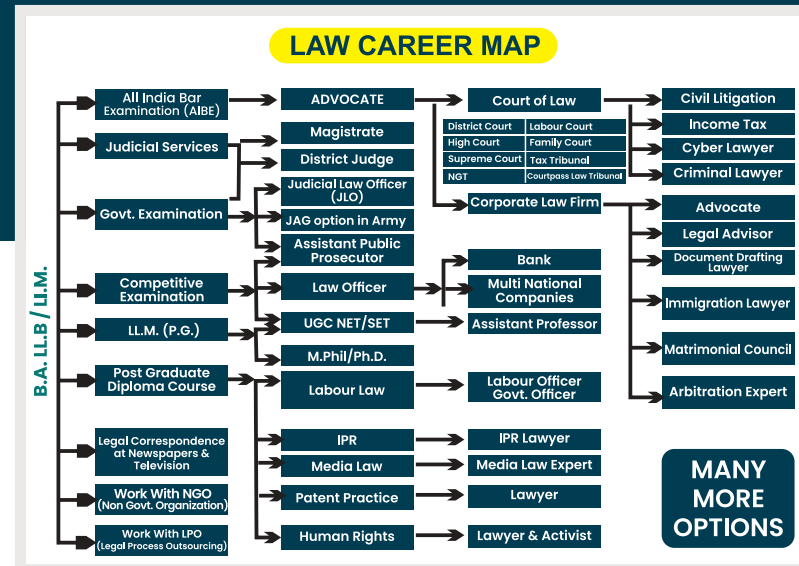 LAW CAREER MAP
B.A. LL.B / Ll.M.
All India Bar
Examination (AIBE)
Judicial Services
Govt. Examination
Competitive
Examination
LL.M. (P.G.)
Post Graduate
Diploma Course
Legal Correspondence
at Newspapers &
Television
Work With NGO
(Non Govt. Organization)
Work With LPO
(Legal Process Outsourcing)
ADVOCATE
Magistrate
District Judge
Judicial Law Officer
(JLO)
JAG option in Army
Assistant Public
Prosecutor
Law Officer
UGC NET/SET
M.Phil/Ph.D.
Labour Law
IPR
Media Law
Patent Practice
Human Rights
Court of Law
District Court Labour Court
High Court Family Court
Supreme Court Tax Tribunal
NGT Courtpass Law Tribunal
Corporate Law Firm
Bank
Multi National
Companies
Assistant Professor
Labour Officer
Govt. Officer
IPR Lawyer
Media Law Expert
Lawyer
Lawyer & Activist
Civil Litigation
Income Tax
Cyber Lawyer
Criminal Lawyer
Advocate
Legal Advisor
Document Drafting
Lawyer
Immigration Lawyer
Matrimonial Council
Arbitration Expert
MANY
MORE
OPTIONS